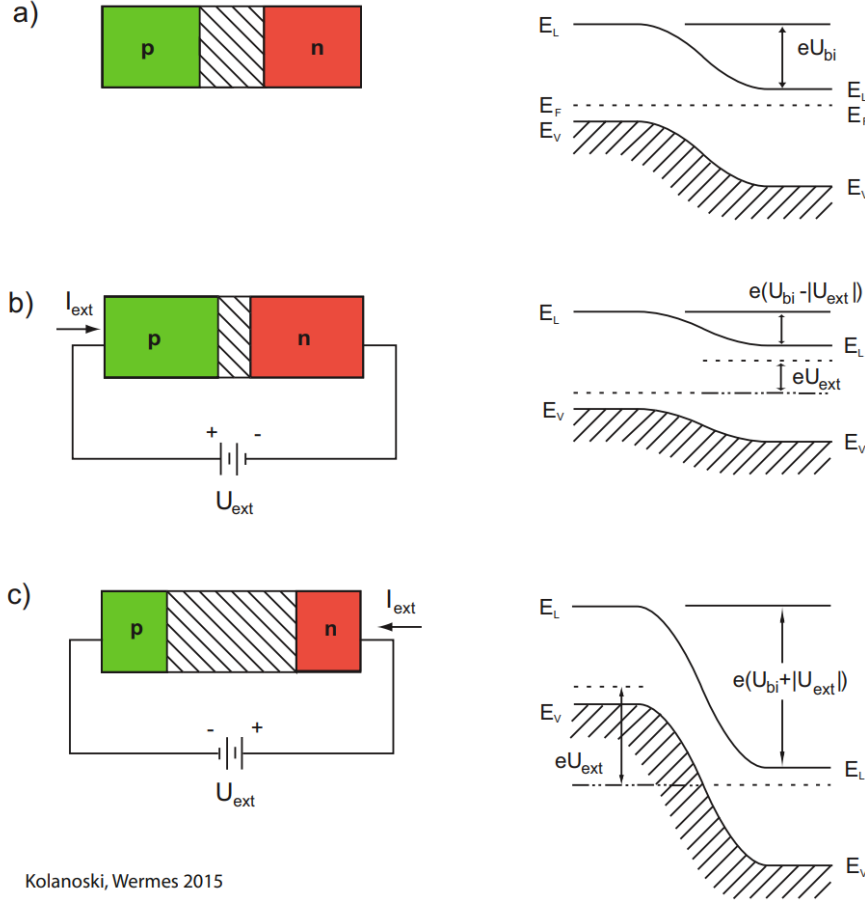 a)
p
n
E_L
eU_bi
E_L
E_F
E_F
E_V
E_V
b)
I_ext
p
n
+ -
U_ext
e(U_bi -|U_ext|)
E_L
E_L
eU_ext
E_V
E_V
c)
p
n
I_ext
- +
U_ext
E_L
e(U_bi+|U_ext|)
E_V
eU_ext
E_L
E_V
Kolanoski, Wermes 2015